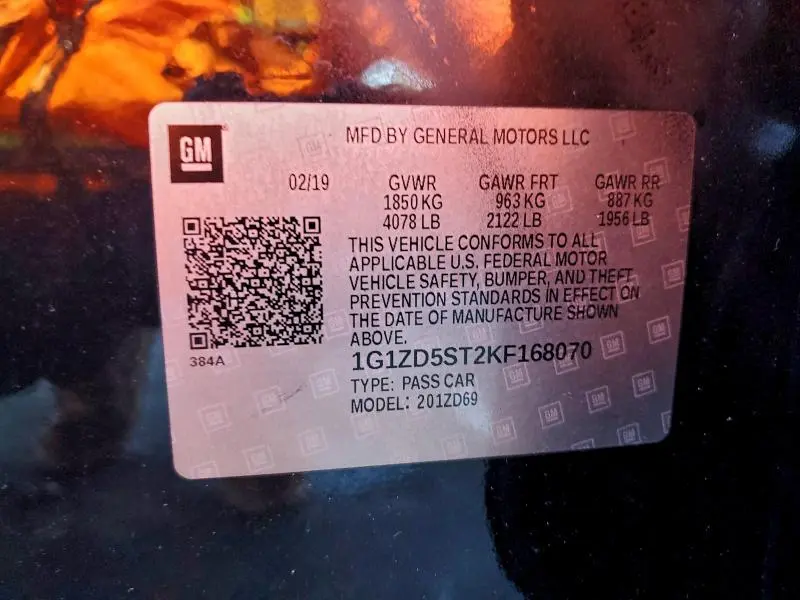 GM
MFD BY GENERAL MOTORS LLC
02/19 GVWR GAWR FRT GAWR RR
1850 KG 963 KG 887 KG
4078 LB 2122 LB 1956 LB
THIS VEHICLE CONFORMS TO ALL
APPLICABLE U.S. FEDERAL MOTOR
VEHICLE SAFETY, BUMPER, AND THEFT
PREVENTION STANDARDS IN EFFECT ON
THE DATE OF MANUFACTURE SHOWN
ABOVE.
384A
1G1ZD5ST2KF168070
TYPE: PASS CAR
MODEL: 201ZD69